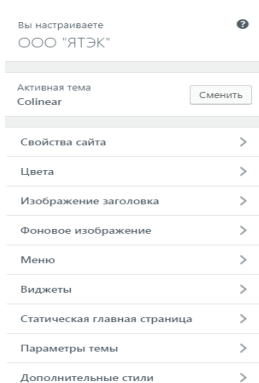 Вы настраиваете
ООО "ЯТЭК"
?
Активная тема
Colinear
Сменить
Свойства сайта
Цвета
Изображение заголовка
Фоновое изображение
Меню
Виджеты
Статическая главная страница
Параметры темы
Дополнительные стили